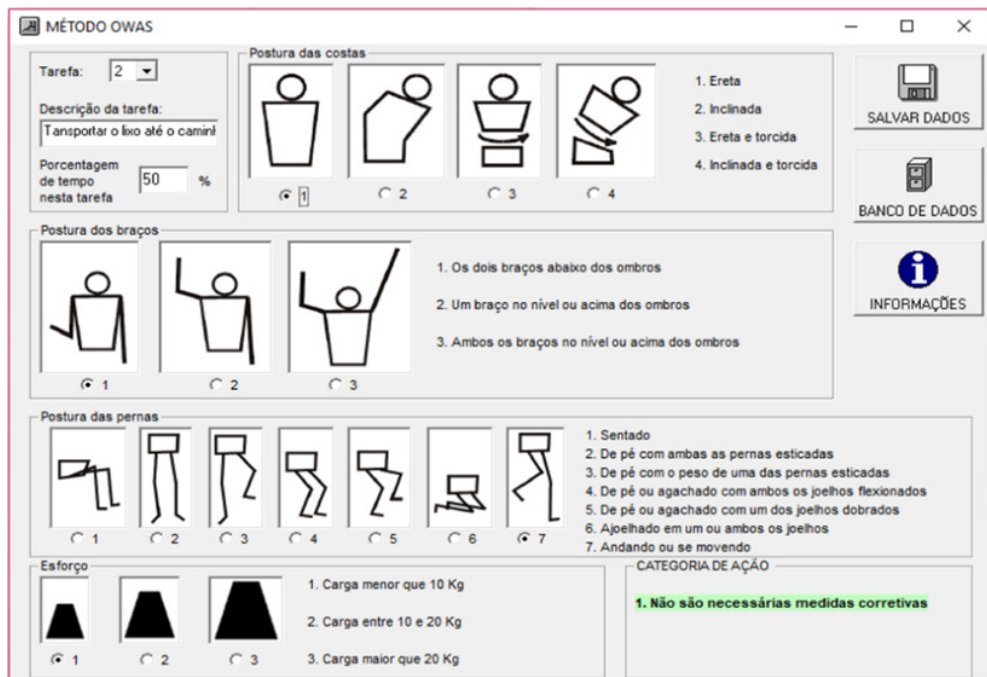 MÉTODO OWAS
Tarefa: 2
Descrição da tarefa:
Tansportar o lixo até o caminh
Porcentagem
de tempo
nesta tarefa
50 %
Postura das costas
1 2 3 4
1. Ereta
2. Inclinada
3. Ereta e torcida
4. Inclinada e torcida
SALVAR DADOS
BANCO DE DADOS
INFORMAÇÕES
Postura dos braços
1 2 3
1. Os dois braços abaixo dos ombros
2. Um braço no nível ou acima dos ombros
3. Ambos os braços no nível ou acima dos ombros
Postura das pernas
1 2 3 4 5 6 7
1. Sentado
2. De pé com ambas as pernas esticadas
3. De pé com o peso de uma das pernas esticadas
4. De pé ou agachado com ambos os joelhos flexionados
5. De pé ou agachado com um dos joelhos dobrados
6. Ajoelhado em um ou ambos os joelhos
7. Andando ou se movendo
Esforço
1 2 3
1. Carga menor que 10 Kg
2. Carga entre 10 e 20 Kg
3. Carga maior que 20 Kg
CATEGORIA DE AÇÃO
1. Não são necessárias medidas corretivas